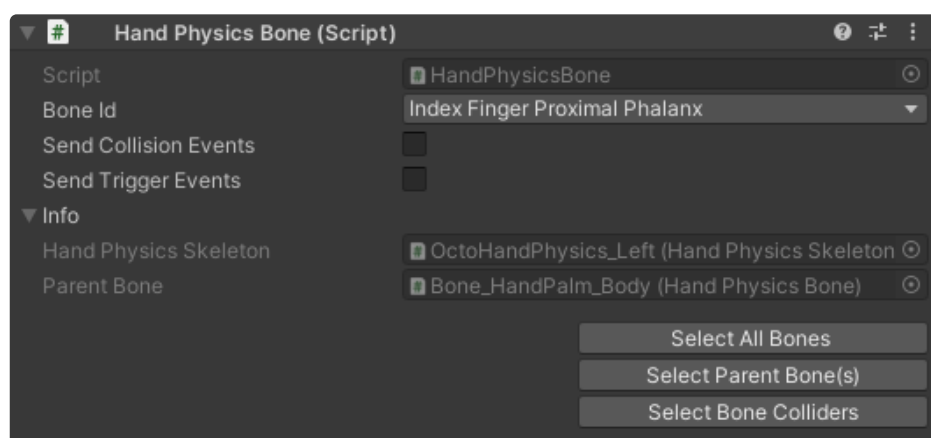 # Hand Physics Bone (Script)
Script # HandPhysicsBone
Bone Id Index Finger Proximal Phalanx
Send Collision Events
Send Trigger Events
Info
Hand Physics Skeleton # OctoHandPhysics_Left (Hand Physics Skeleton
Parent Bone # Bone_HandPalm_Body (Hand Physics Bone)
Select All Bones
Select Parent Bone(s)
Select Bone Colliders